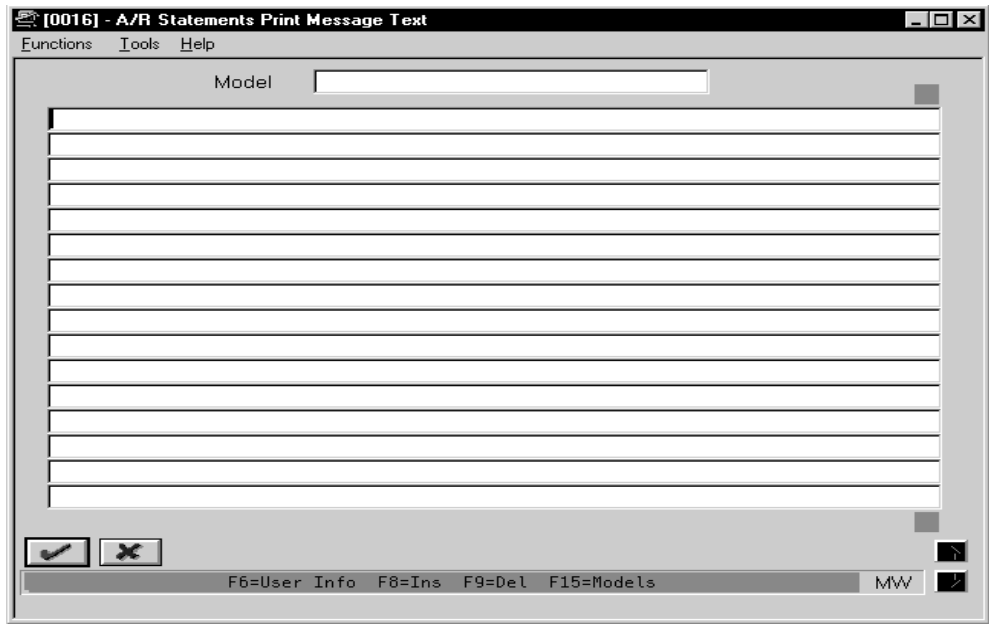 [0016] - A/R Statements Print Message Text
Functions Tools Help
Model
F6=User Info F8=Ins F9=Del F15=Models MW